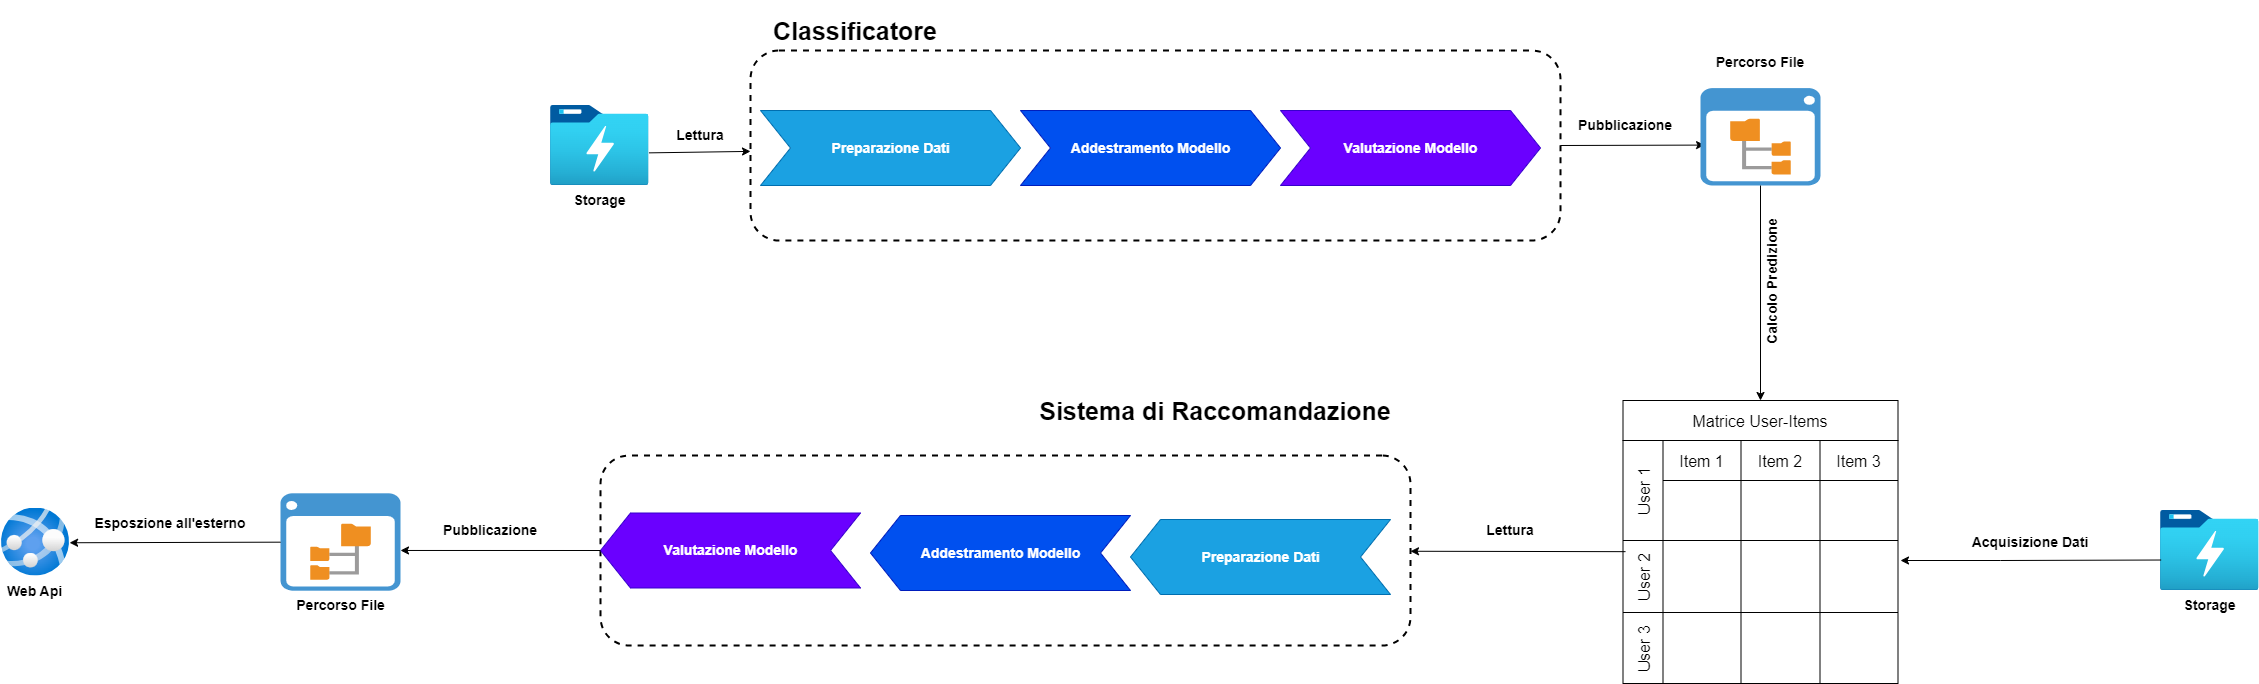 Classificatore
Percorso File
Lettura
Preparazione Dati
Addestramento Modello
Valutazione Modello
Pubblicazione
Storage
Calcolo Predizione
Sistema di Raccomandazione
Matrice User-Items
Item 1
Item 2
Item 3
User 1
User 2
User 3
Acquisizione Dati
Storage
Lettura
Preparazione Dati
Addestramento Modello
Valutazione Modello
Pubblicazione
Percorso File
Esposzione all'esterno
Web Api